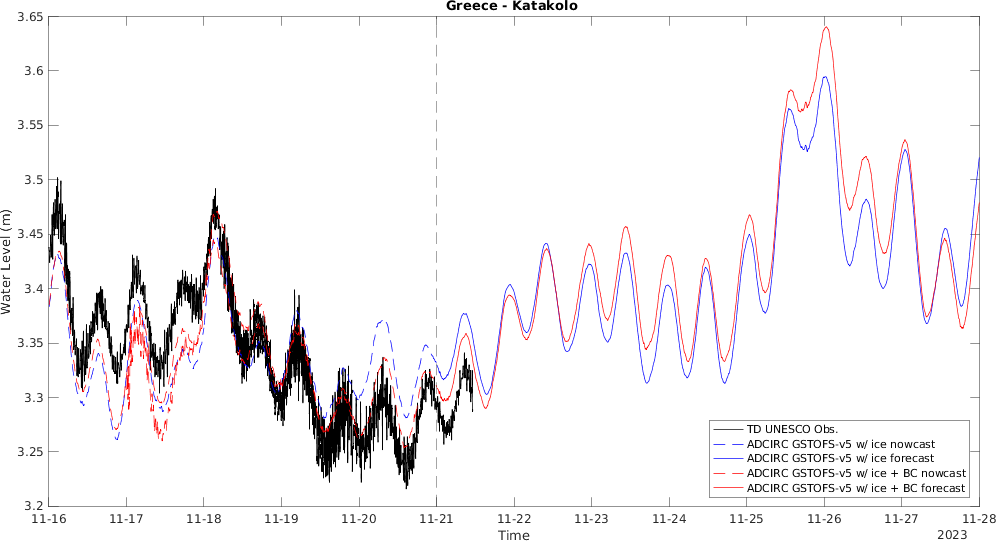 Greece - Katakolo
3.65
3.6
3.55
3.5
3.45
3.4
3.35
3.3
3.25
3.2
Water Level (m)
TD UNESCO Obs.
ADCIRC GSTOFS-v5 w/ ice nowcast
ADCIRC GSTOFS-v5 w/ ice forecast
ADCIRC GSTOFS-v5 w/ ice + BC nowcast
ADCIRC GSTOFS-v5 w/ ice + BC forecast
11-16 11-17 11-18 11-19 11-20 11-21 11-22 11-23 11-24 11-25 11-26 11-27 11-28
Time
2023